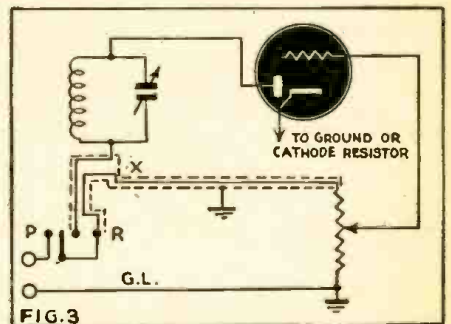 TO GROUND OR
CATHODE RESISTOR
X
P
R
G.L.
FIG.3